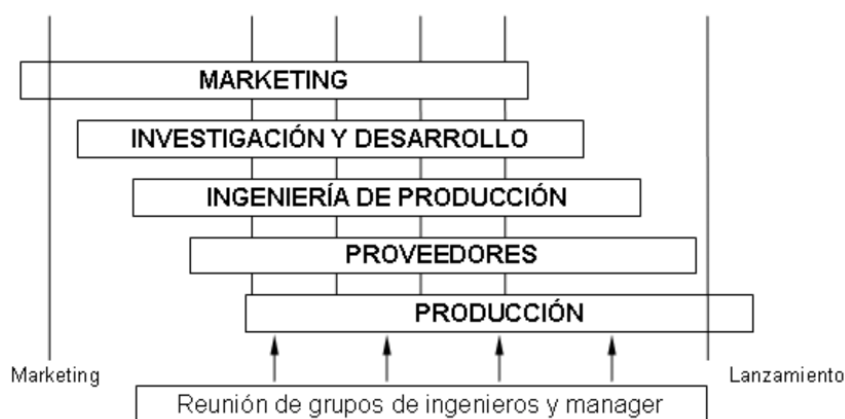 MARKETING
INVESTIGACIÓN Y DESARROLLO
INGENIERÍA DE PRODUCCIÓN
PROVEEDORES
PRODUCCIÓN
Marketing
Lanzamiento
Reunión de grupos de ingenieros y manager